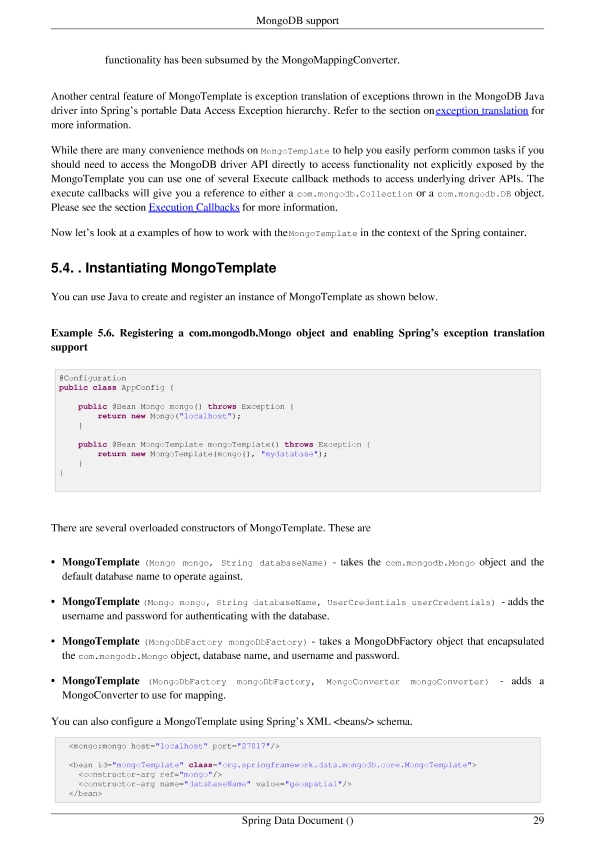 MongoDB support
functionality has been subsumed by the MongoMappingConverter.
Another central feature of MongoTemplate is exception translation of exceptions thrown in the MongoDB Java
driver into Spring's portable Data Access Exception hierarchy. Refer to the section on exception translation for
more information.
While there are many convenience methods on MongoTemplate to help you easily perform common tasks if you
should need to access the MongoDB driver API directly to access functionality not explicitly exposed by the
MongoTemplate you can use one of several Execute callback methods to access underlying driver APIs. The
execute callbacks will give you a reference to either a com.mongodb.Collection or a com.mongodb.DB object.
Please see the section Execution Callbacks for more information.
Now let's look at a examples of how to work with the MongoTemplate in the context of the Spring container.
5.4. . Instantiating MongoTemplate
You can use Java to create and register an instance of MongoTemplate as shown below.
Example 5.6. Registering a com.mongodb.Mongo object and enabling Spring's exception translation
support
@Configuration
public class AppConfig {
public @Bean Mongo mongo() throws Exception {
return new Mongo("localhost");
}
public @Bean MongoTemplate mongoTemplate() throws Exception {
return new MongoTemplate(mongo(), "mydatabase");
}
}
There are several overloaded constructors of MongoTemplate. These are
• MongoTemplate (Mongo mongo, String databaseName) - takes the com.mongodb.Mongo object and the
default database name to operate against.
• MongoTemplate (Mongo mongo, String databaseName, UserCredentials userCredentials) - adds the
username and password for authenticating with the database.
• MongoTemplate (MongoDbFactory mongoDbFactory) - takes a MongoDbFactory object that encapsulated
the com.mongodb.Mongo object, database name, and username and password.
• MongoTemplate (MongoDbFactory mongoDbFactory, MongoConverter mongoConverter) - adds a
MongoConverter to use for mapping.
You can also configure a MongoTemplate using Spring's XML <beans/> schema.
<mongo:mongo host="localhost" port="27017"/>
<bean id="mongoTemplate" class="org.springframework.data.mongodb.core.MongoTemplate">
<constructor-arg ref="mongo"/>
<constructor-arg name="databaseName" value="geospatial"/>
</bean>
Spring Data Document ()
29